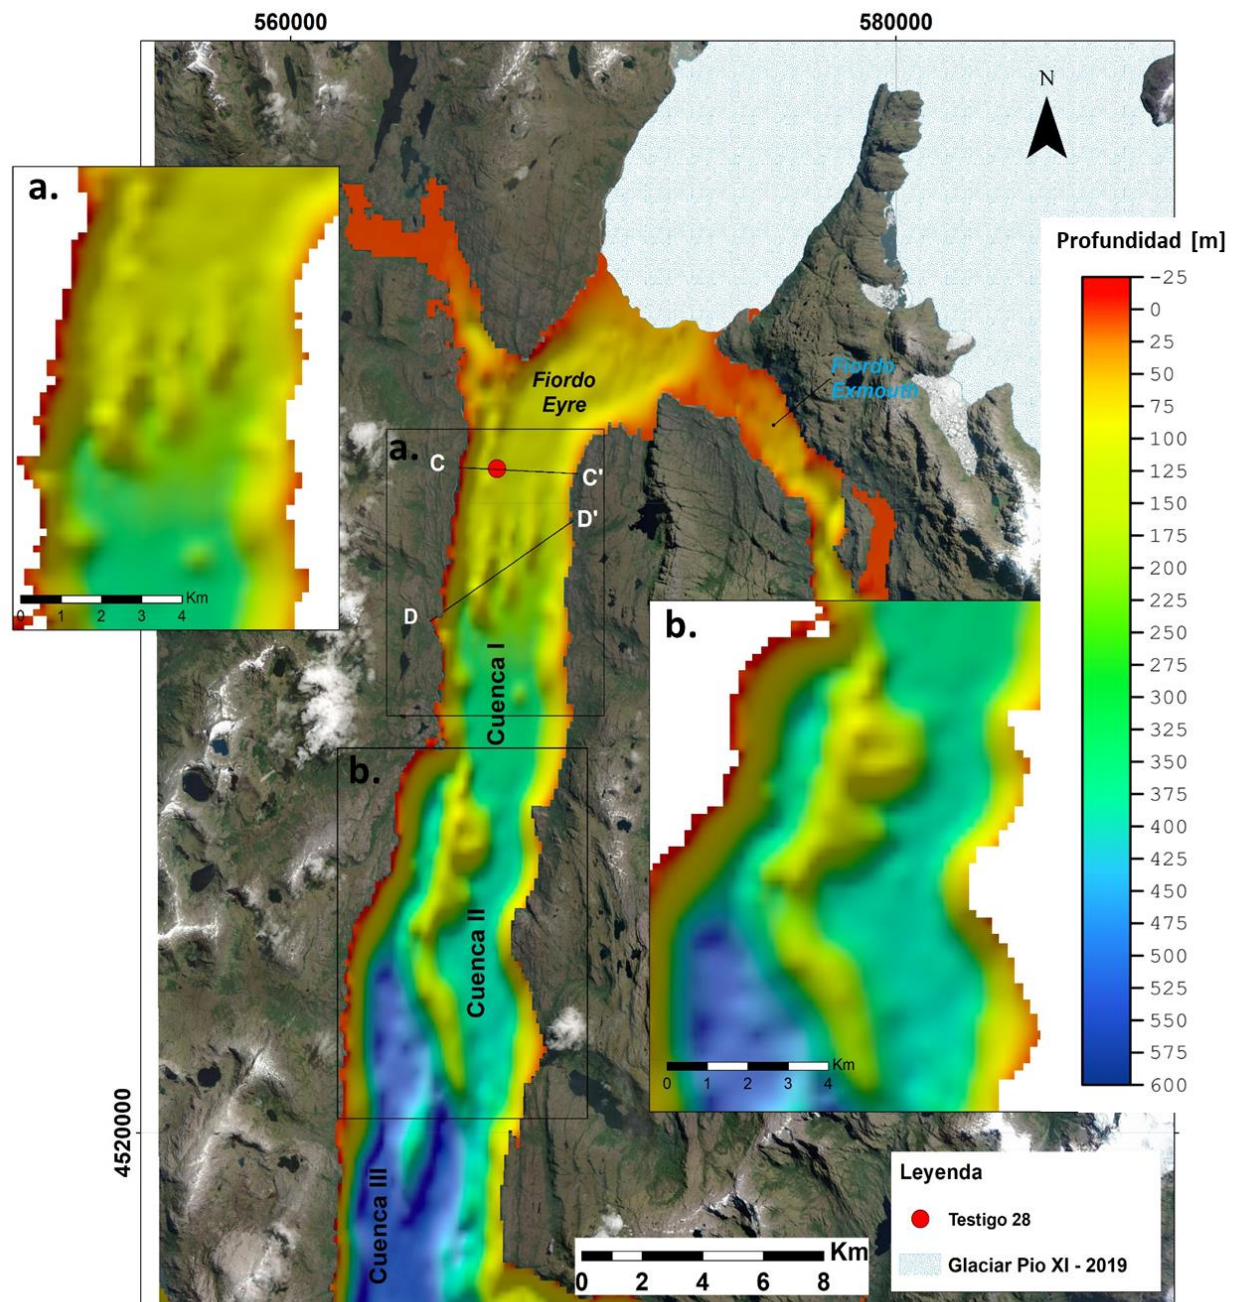 560000
580000
N
a.
Profundidad [m]
−25
0
25
50
75
100
125
150
175
200
225
250
275
300
325
350
375
400
425
450
475
500
525
550
575
600
Fiordo
Eyre
Fiordo
Exmouth
a.
C
C'
D'
D
Km
0 1 2 3 4
Cuenca I
b.
b.
Cuenca II
Km
0 1 2 3 4
4520000
Cuenca III
Leyenda
Testigo 28
Glaciar Pio XI - 2019
Km
0 2 4 6 8